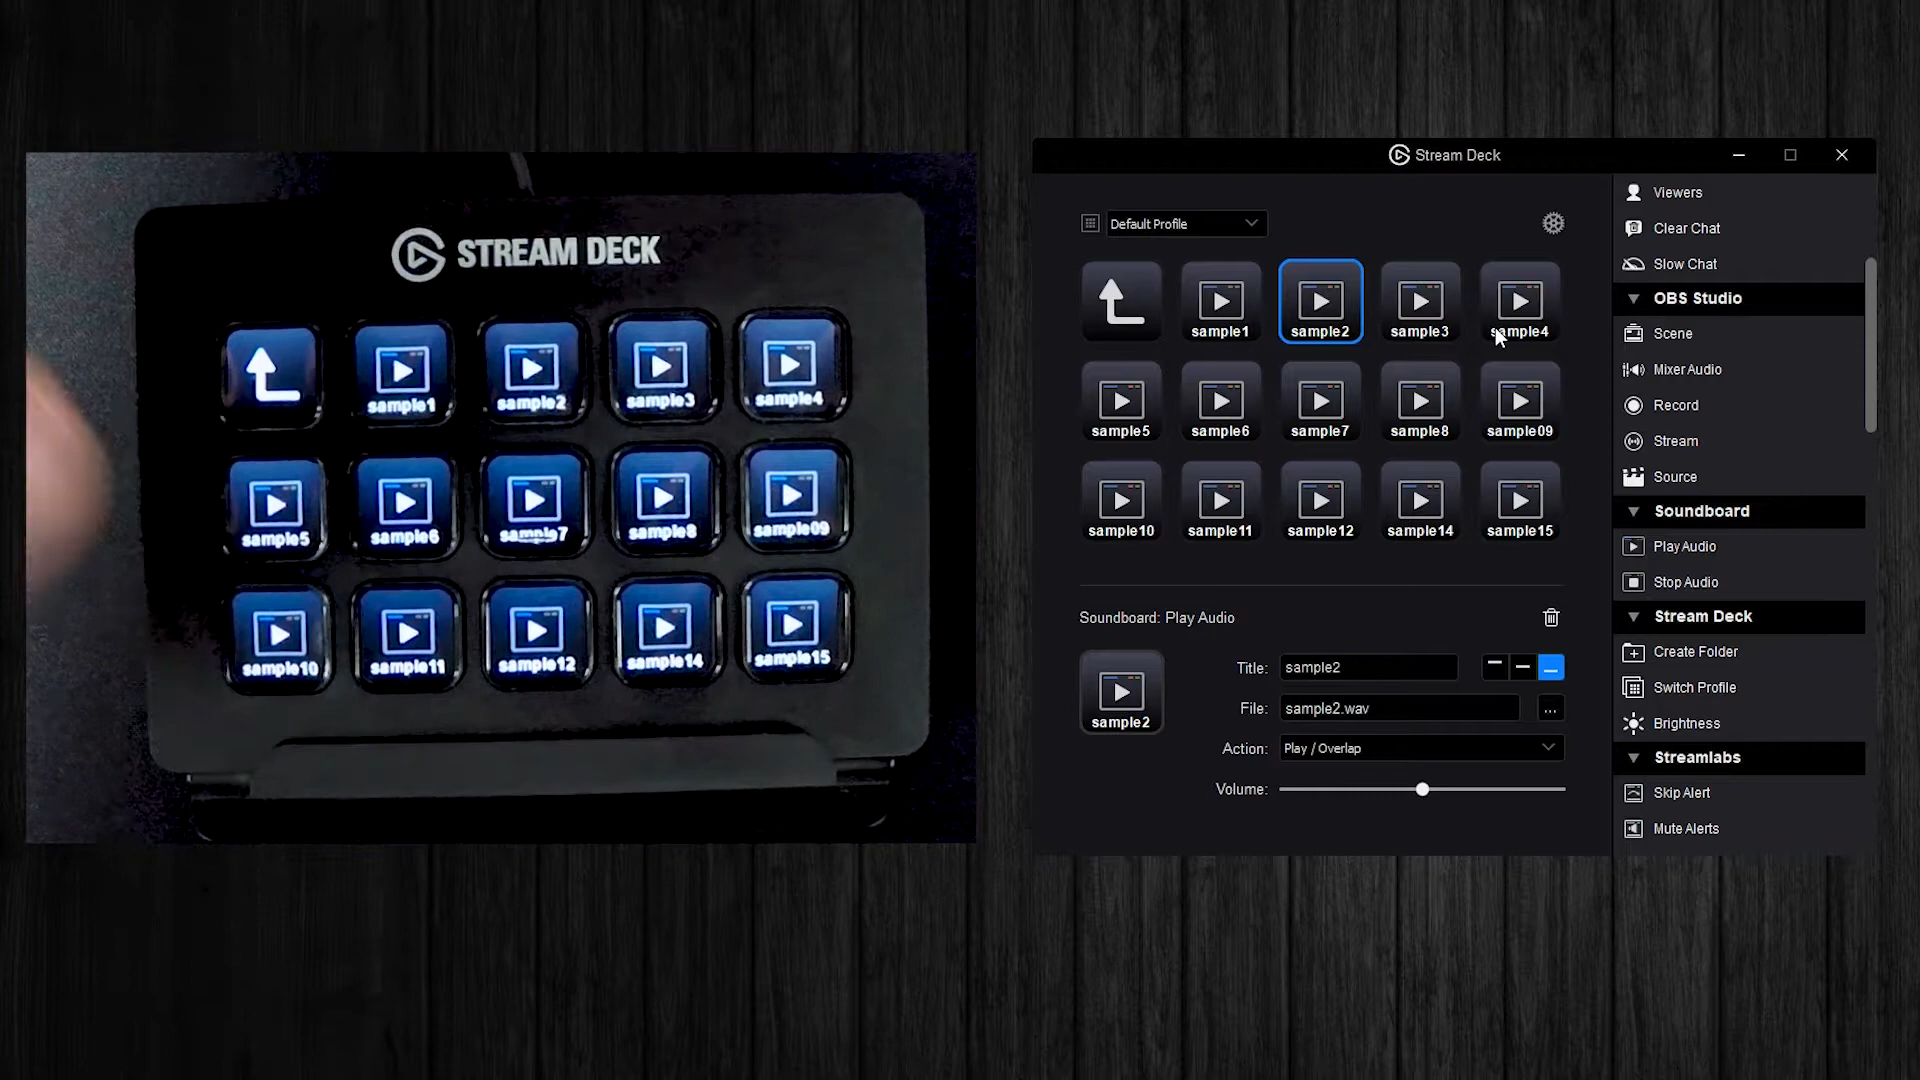 STREAM DECK
sample1
sample2
sample3
sample4
sample5
sample6
sample7
sample8
sample09
sample10
sample11
sample12
sample14
sample15
Stream Deck
Default Profile
sample1
sample2
sample3
sample4
sample5
sample6
sample7
sample8
sample09
sample10
sample11
sample12
sample14
sample15
Soundboard: Play Audio
sample2
Title:
sample2
File:
sample2.wav
...
Action:
Play / Overlap
Volume:
Viewers
Clear Chat
Slow Chat
OBS Studio
Scene
Mixer Audio
Record
Stream
Source
Soundboard
Play Audio
Stop Audio
Stream Deck
Create Folder
Switch Profile
Brightness
Streamlabs
Skip Alert
Mute Alerts